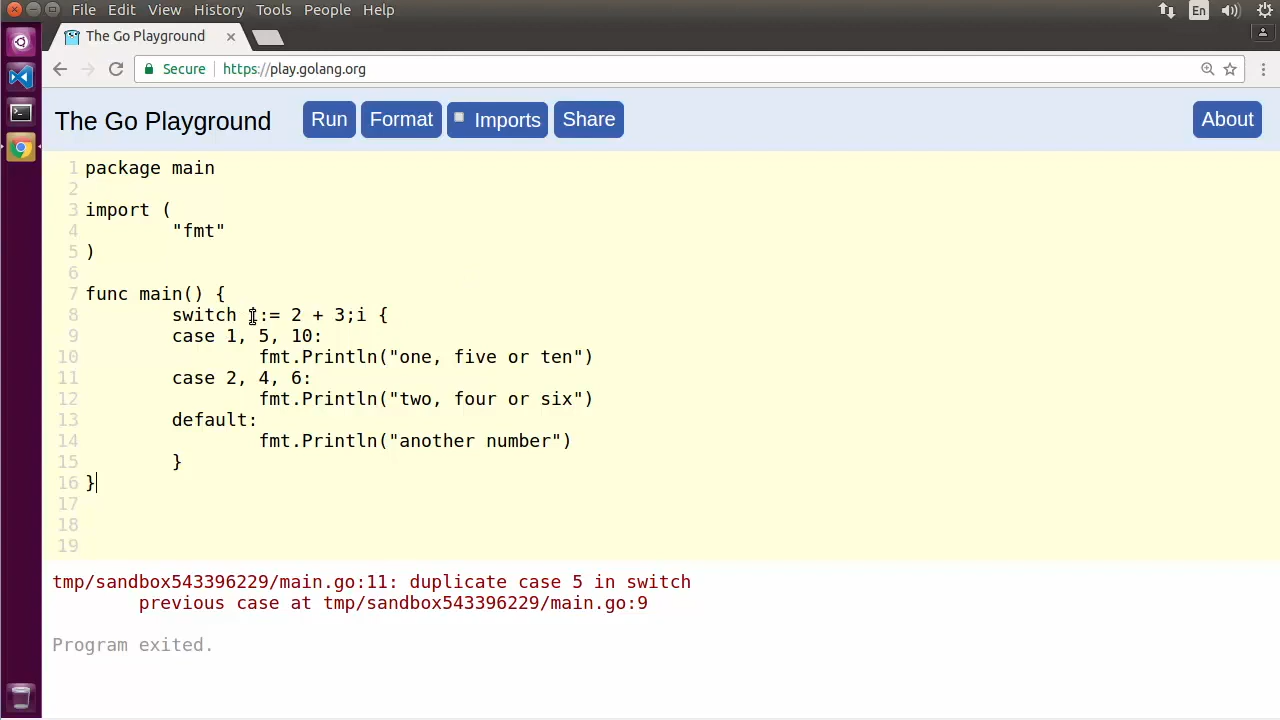 File Edit View History Tools People Help
En
The Go Playground
Secure https://play.golang.org
The Go Playground Run Format Imports Share About
1 package main
2
3 import (
4 "fmt"
5 )
6
7 func main() {
8 switch := 2 + 3;i {
9 case 1, 5, 10:
10 fmt.Println("one, five or ten")
11 case 2, 4, 6:
12 fmt.Println("two, four or six")
13 default:
14 fmt.Println("another number")
15 }
16 }
17
18
19
tmp/sandbox543396229/main.go:11: duplicate case 5 in switch
previous case at tmp/sandbox543396229/main.go:9
Program exited.